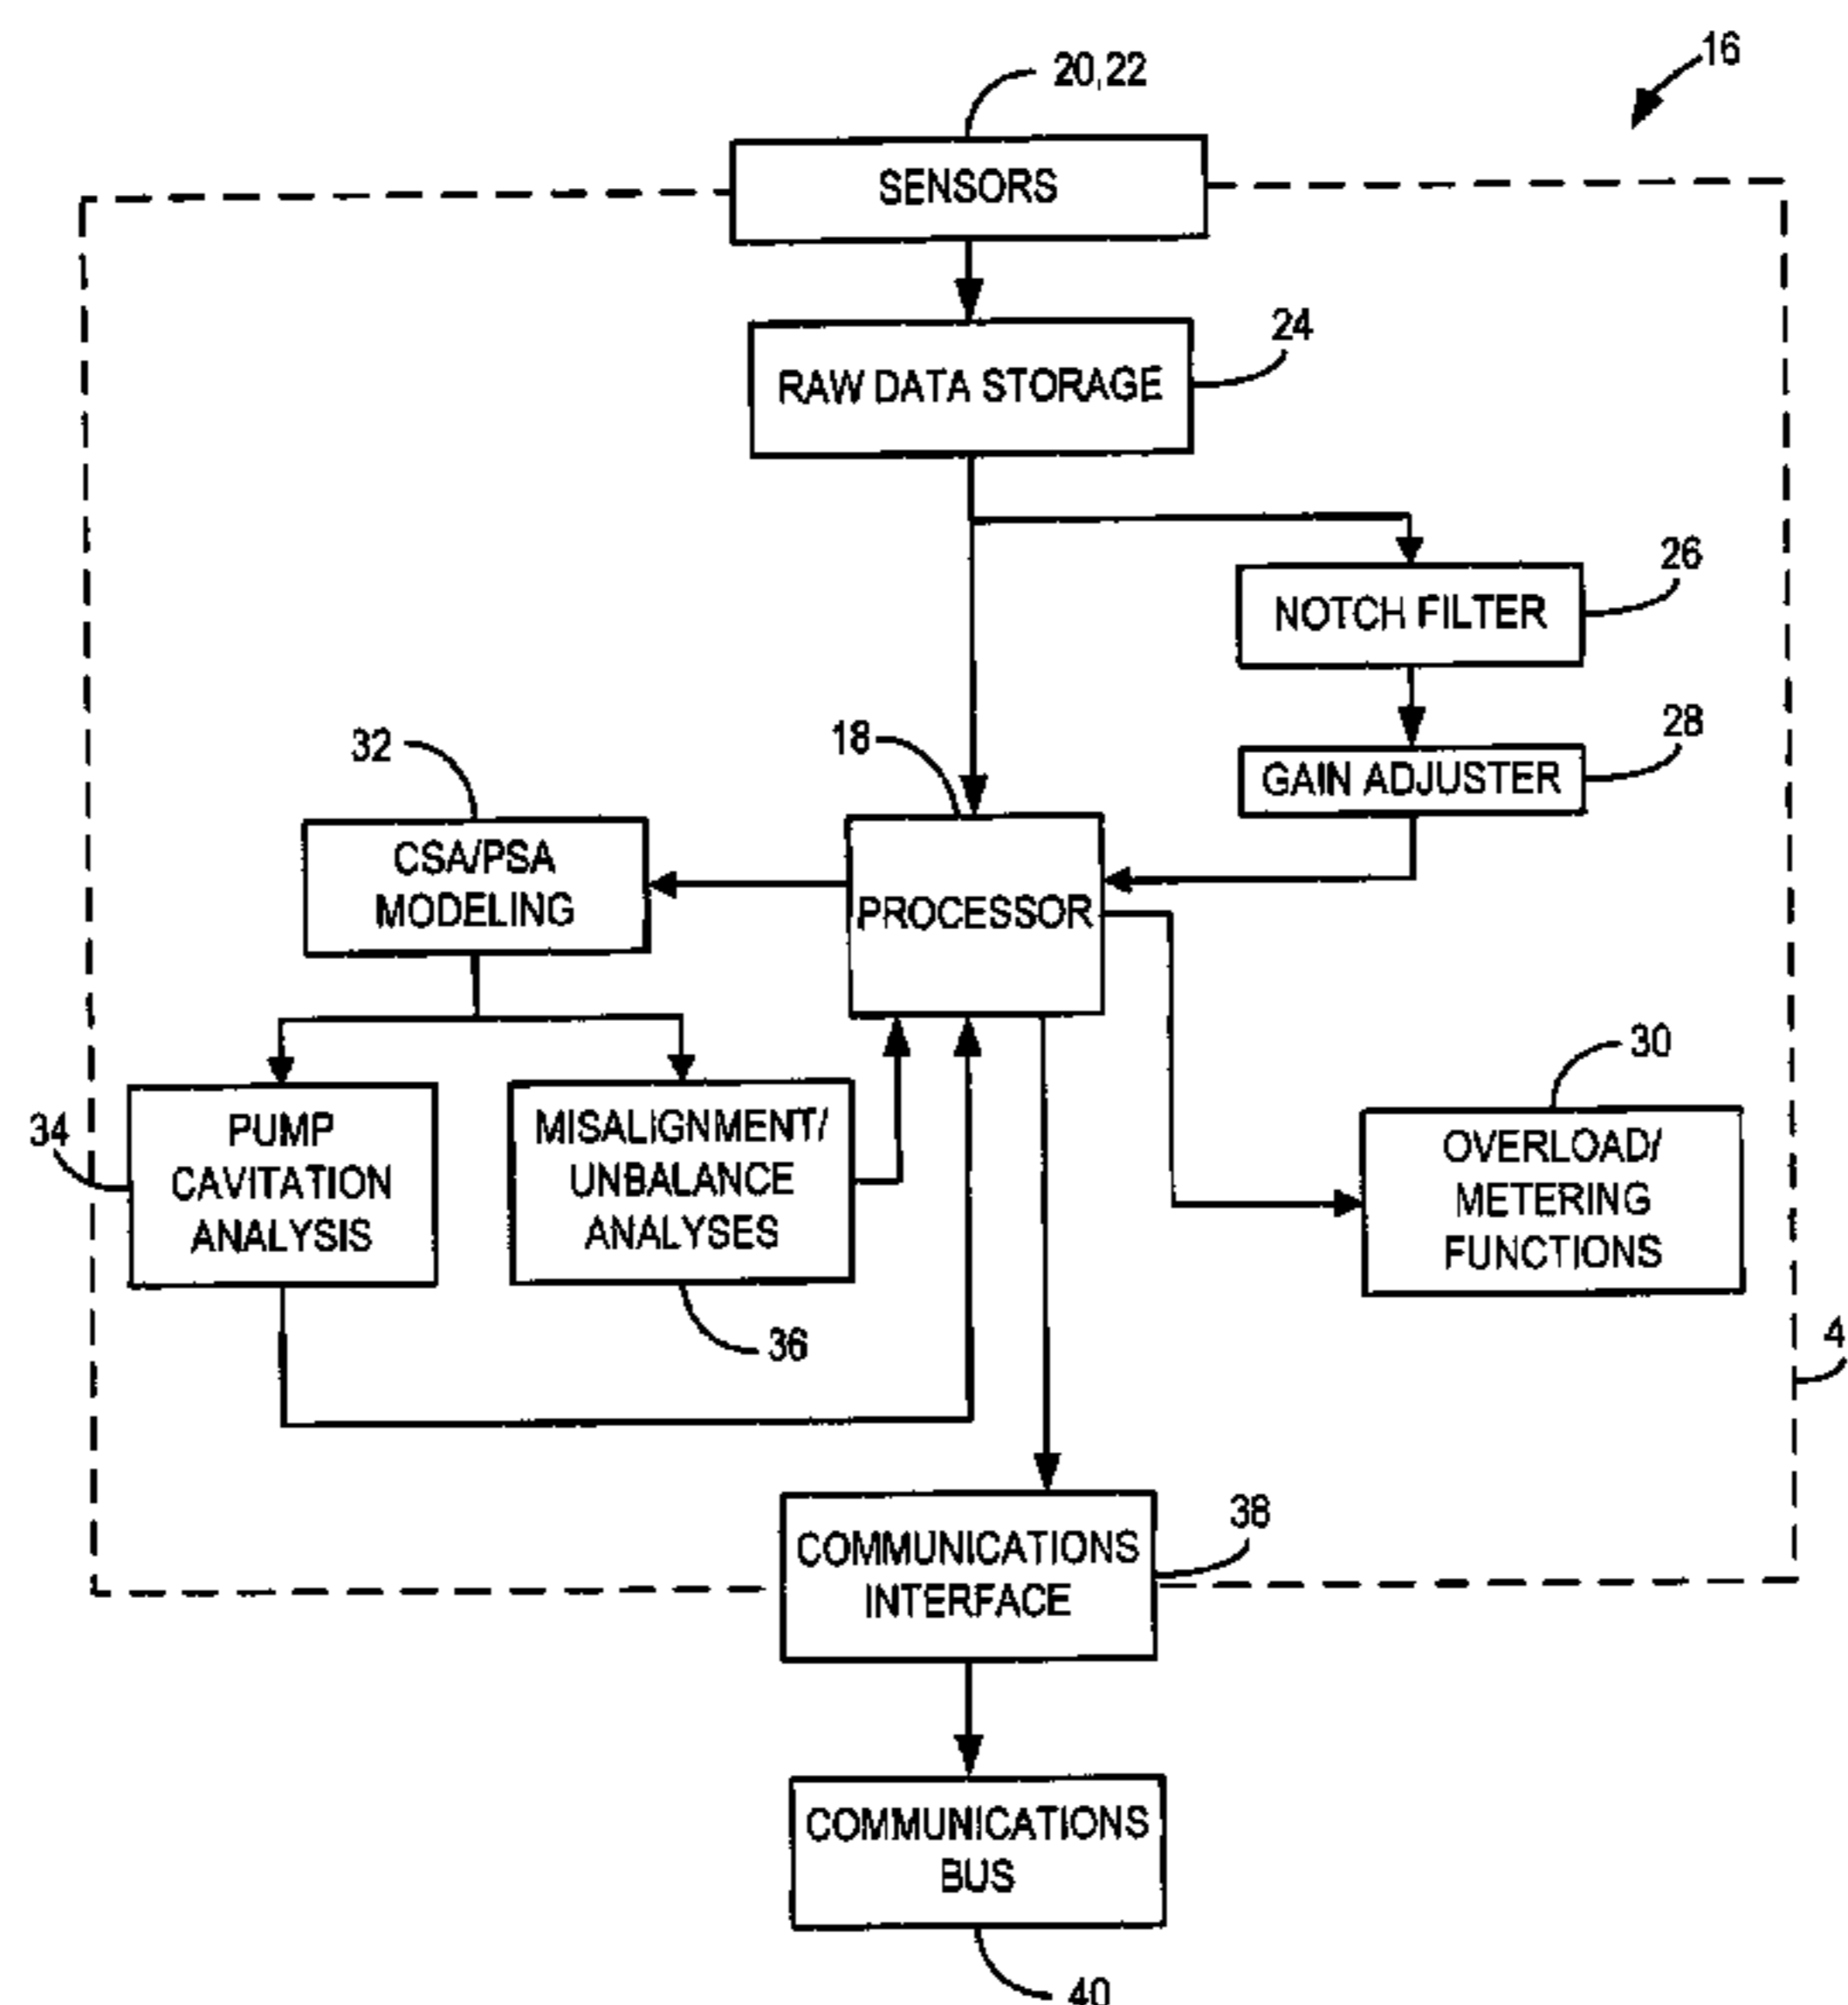 16
20,22
SENSORS
24
RAW DATA STORAGE
26
NOTCH FILTER
28
GAIN ADJUSTER
32
18
CSA/PSA
MODELING
PROCESSOR
30
34
PUMP
CAVITATION
ANALYSIS
MISALIGNMENT/
UNBALANCE
ANALYSES
OVERLOAD/
METERING
FUNCTIONS
36
4
38
COMMUNICATIONS
INTERFACE
COMMUNICATIONS
BUS
40